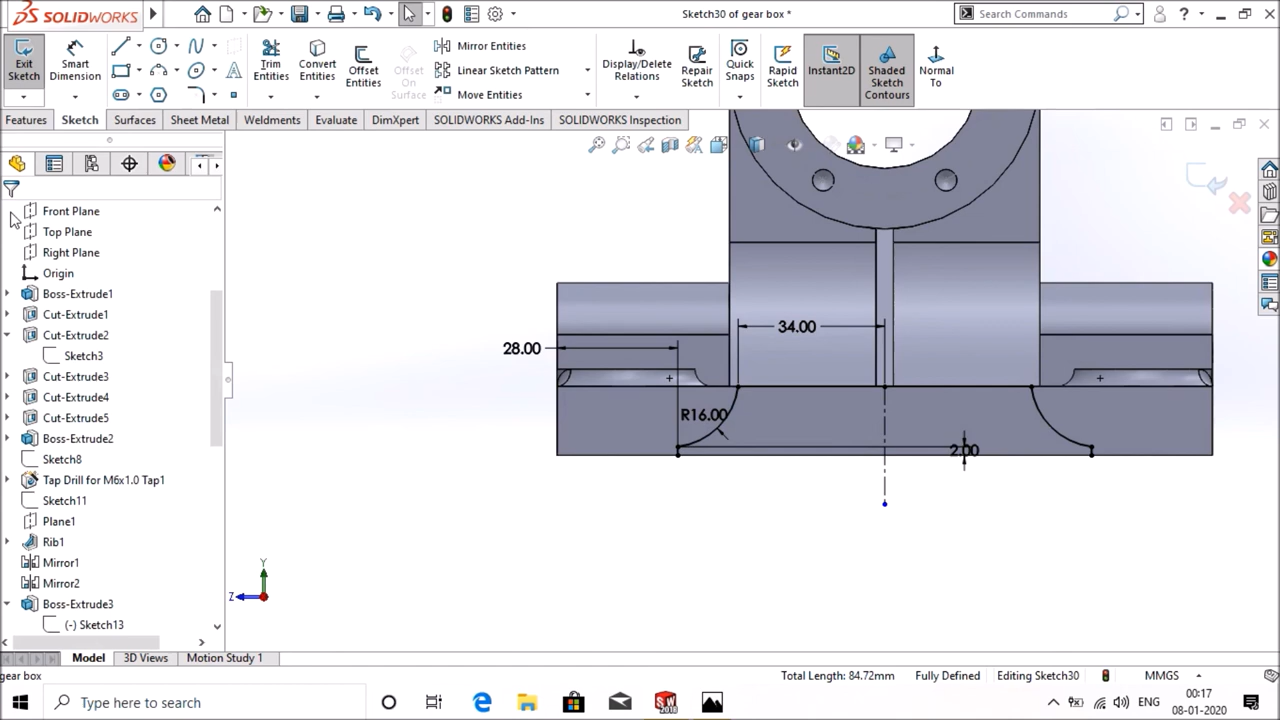 SOLIDWORKS
Sketch30 of gear box *
Search Commands
?
Exit Sketch
Smart Dimension
Trim Entities
Convert Entities
Offset Entities
Offset On Surface
Mirror Entities
Linear Sketch Pattern
Move Entities
Display/Delete Relations
Repair Sketch
Quick Snaps
Rapid Sketch
Instant2D
Shaded Sketch Contours
Normal To
Features
Sketch
Surfaces
Sheet Metal
Weldments
Evaluate
DimXpert
SOLIDWORKS Add-Ins
SOLIDWORKS Inspection
Front Plane
Top Plane
Right Plane
Origin
Boss-Extrude1
Cut-Extrude1
Cut-Extrude2
Sketch3
Cut-Extrude3
Cut-Extrude4
Cut-Extrude5
Boss-Extrude2
Sketch8
Tap Drill for M6x1.0 Tap1
Sketch11
Plane1
Rib1
Mirror1
Mirror2
Boss-Extrude3
(-) Sketch13
34.00
28.00
R16.00
2.00
Y
Z
Model
3D Views
Motion Study 1
gear box
Total Length: 84.72mm
Fully Defined
Editing Sketch30
MMGS
Type here to search
SW
2018
ENG
00:17
08-01-2020